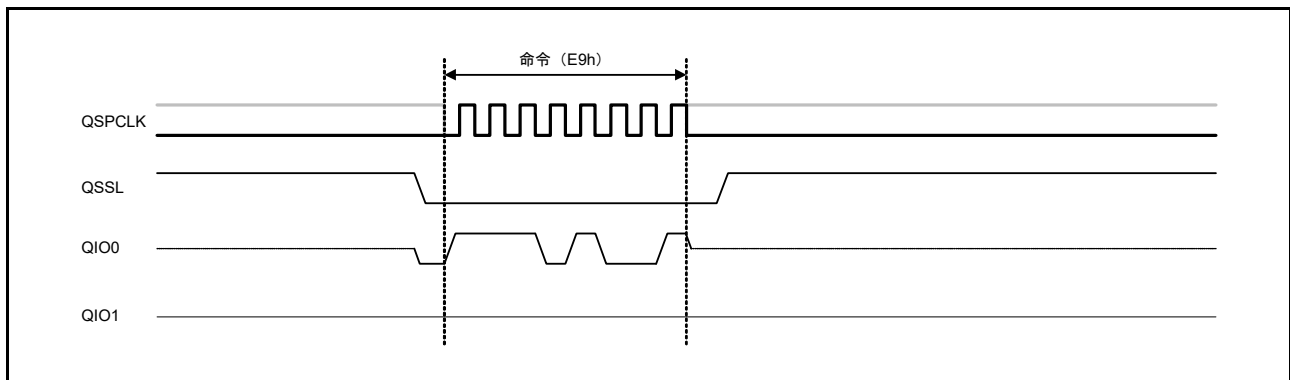 命令（E9h）
QSPCLK
QSSL
QIO0
QIO1